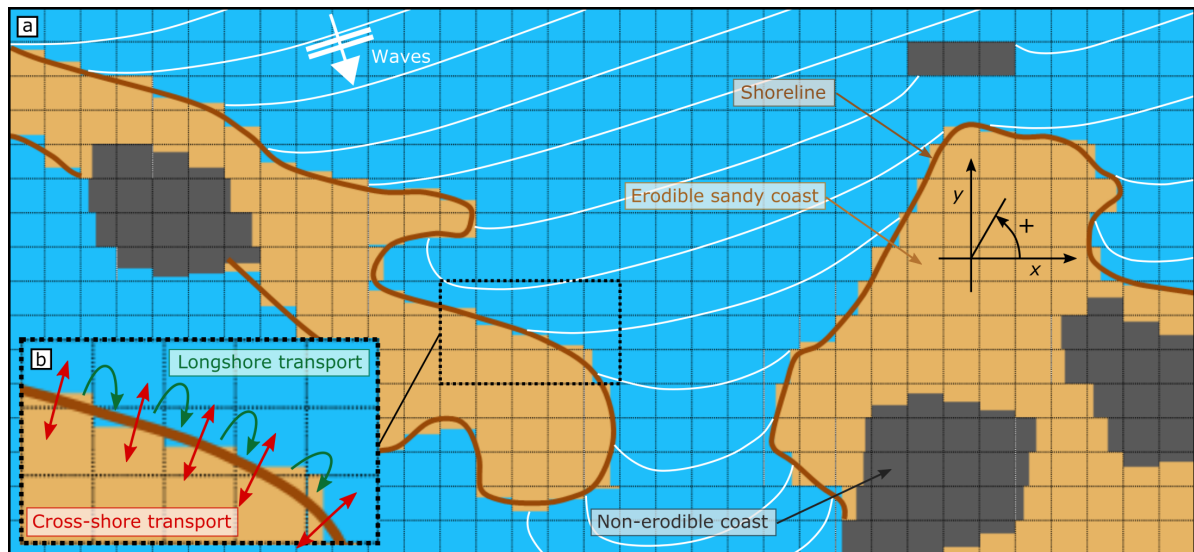 a
Waves
Shoreline
Erodible sandy coast
y
+
x
b
Longshore transport
Cross-shore transport
Non-erodible coast